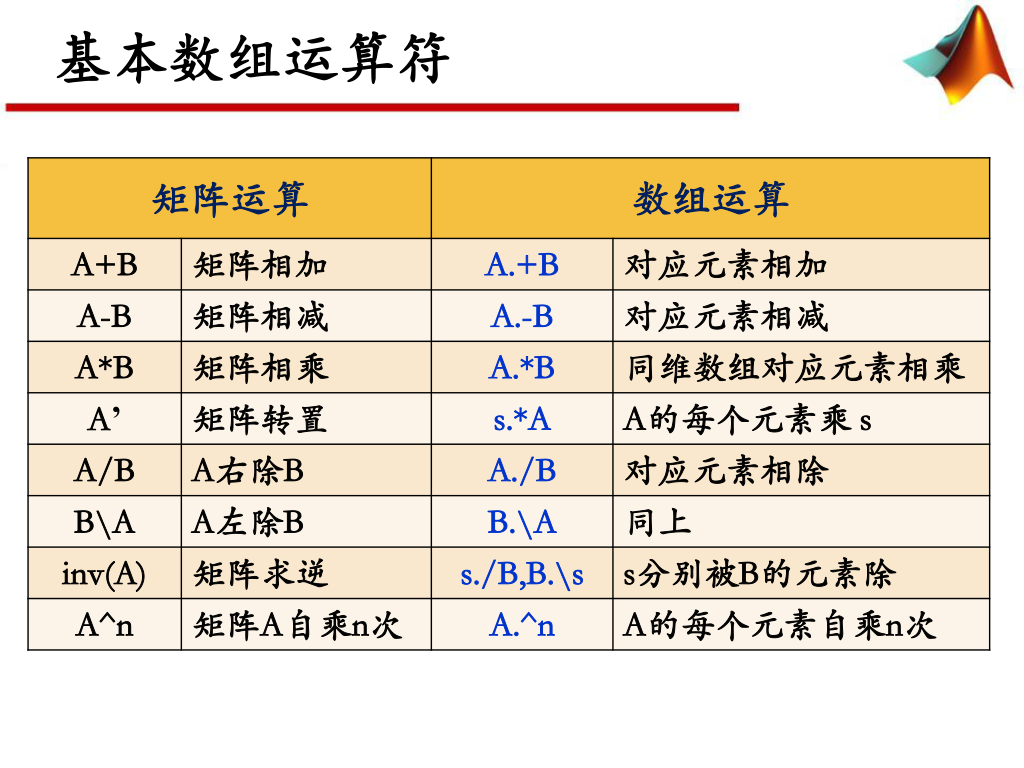 基本数组运算符
矩阵运算 数组运算
A+B 矩阵相加 A.+B 对应元素相加
A-B 矩阵相减 A.-B 对应元素相减
A*B 矩阵相乘 A.*B 同维数组对应元素相乘
A’ 矩阵转置 s.*A A的每个元素乘 s
A/B A右除B A./B 对应元素相除
B\A A左除B B.\A 同上
inv(A) 矩阵求逆 s./B,B.\s s分别被B的元素除
A^n 矩阵A自乘n次 A.^n A的每个元素自乘n次